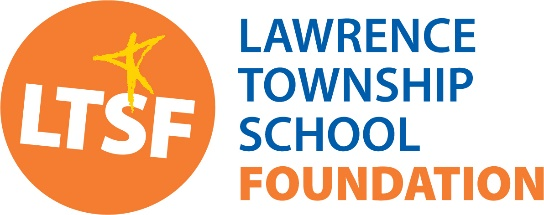 LTSF
LAWRENCE
TOWNSHIP
SCHOOL
FOUNDATION